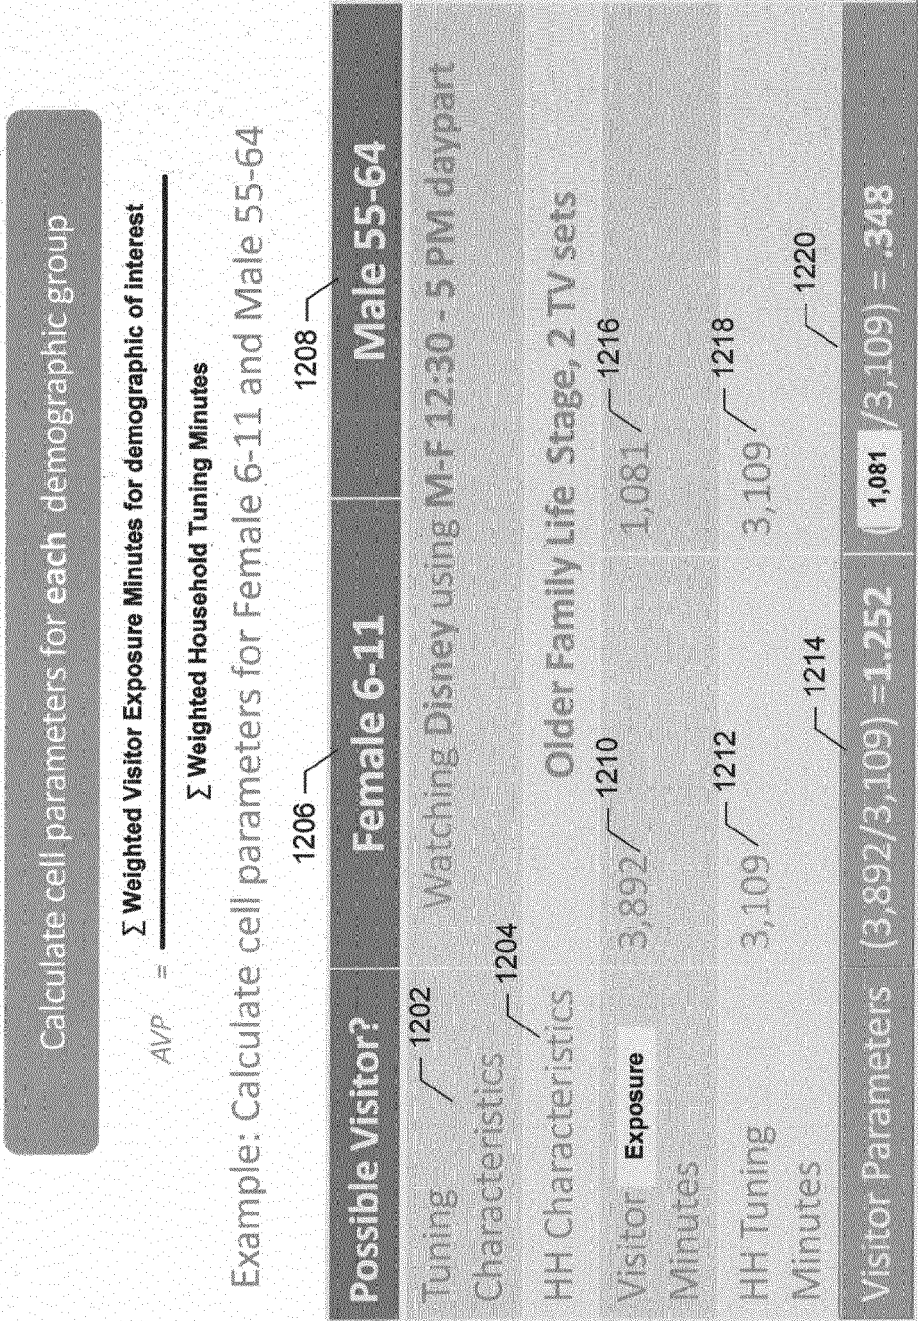 Calculate cell parameters for each demographic group
AVP = Σ Weighted Visitor Exposure Minutes for demographic of interest
Σ Weighted Household Tuning Minutes
Example: Calculate cell parameters for Female 6-11 and Male 55-64
1206 1208
Possible Visitor? Female 6-11 Male 55-64
1202
Tuning Characteristics Watching Disney using M-F 12:30 - 5 PM daypart
1204
HH Characteristics Older Family Life Stage, 2 TV sets
1210 1216
Visitor Exposure Minutes 3,892 1,081
1212 1218
HH Tuning Minutes 3,109 3,109
1214 1220
Visitor Parameters (3,892/3,109) =1.252 ( 1,081 /3,109) = .348